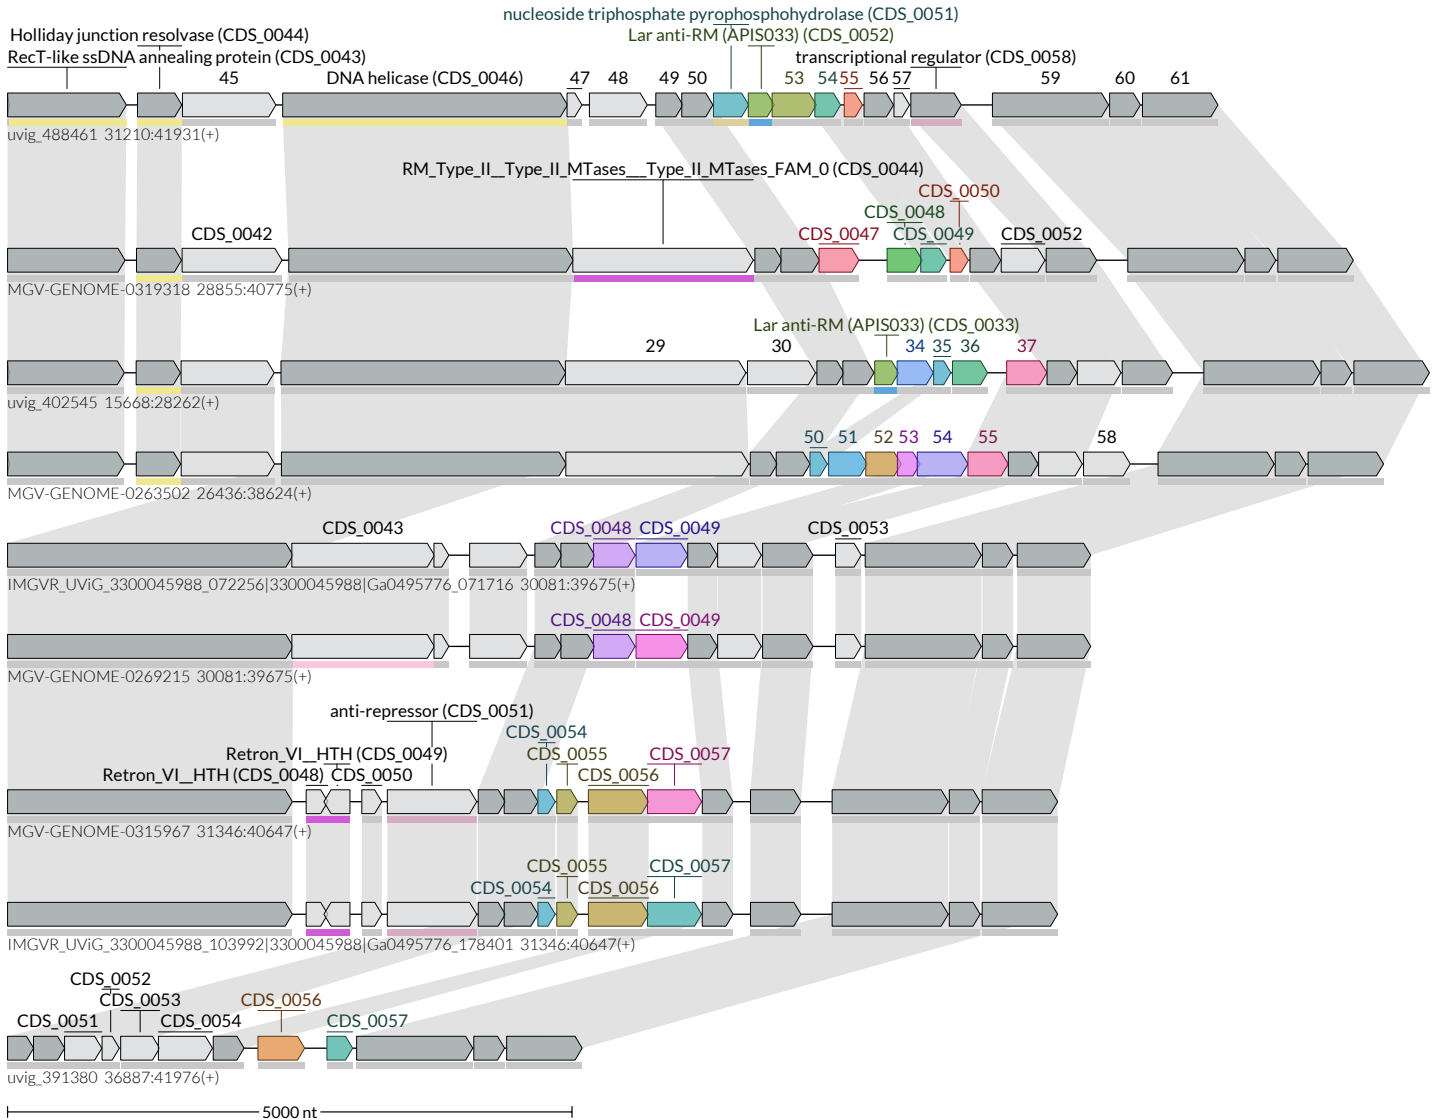 nucleoside triphosphate pyrophosphohydrolase (CDS_0051)
Holliday junction resolvase (CDS_0044)
Lar anti-RM (APIS033) (CDS_0052)
RecT-like ssDNA annealing protein (CDS_0043)
transcriptional regulator (CDS_0058)
45 DNA helicase (CDS_0046) 47 48 49 50 53 54 55 56 57 59 60 61
uvig_488461 31210:41931(+)
RM_Type_II__Type_II_MTases___Type_II_MTases_FAM_0 (CDS_0044)
CDS_0050
CDS_0048
CDS_0042 CDS_0047 CDS_0049 CDS_0052
MGV-GENOME-0319318 28855:40775(+)
Lar anti-RM (APIS033) (CDS_0033)
29 30 34 35 36 37
uvig_402545 15668:28262(+)
50 51 52 53 54 55 58
MGV-GENOME-0263502 26436:38624(+)
CDS_0043 CDS_0048 CDS_0049 CDS_0053
IMGVR_UViG_3300045988_072256|3300045988|Ga0495776_071716 30081:39675(+)
CDS_0048 CDS_0049
MGV-GENOME-0269215 30081:39675(+)
anti-repressor (CDS_0051)
CDS_0054
Retron_VI__HTH (CDS_0049) CDS_0055 CDS_0057
Retron_VI__HTH (CDS_0048) CDS_0050 CDS_0056
MGV-GENOME-0315967 31346:40647(+)
CDS_0055 CDS_0057
CDS_0054 CDS_0056
IMGVR_UViG_3300045988_103992|3300045988|Ga0495776_178401 31346:40647(+)
CDS_0052
CDS_0053 CDS_0056
CDS_0051 CDS_0054 CDS_0057
uvig_391380 36887:41976(+)
5000 nt